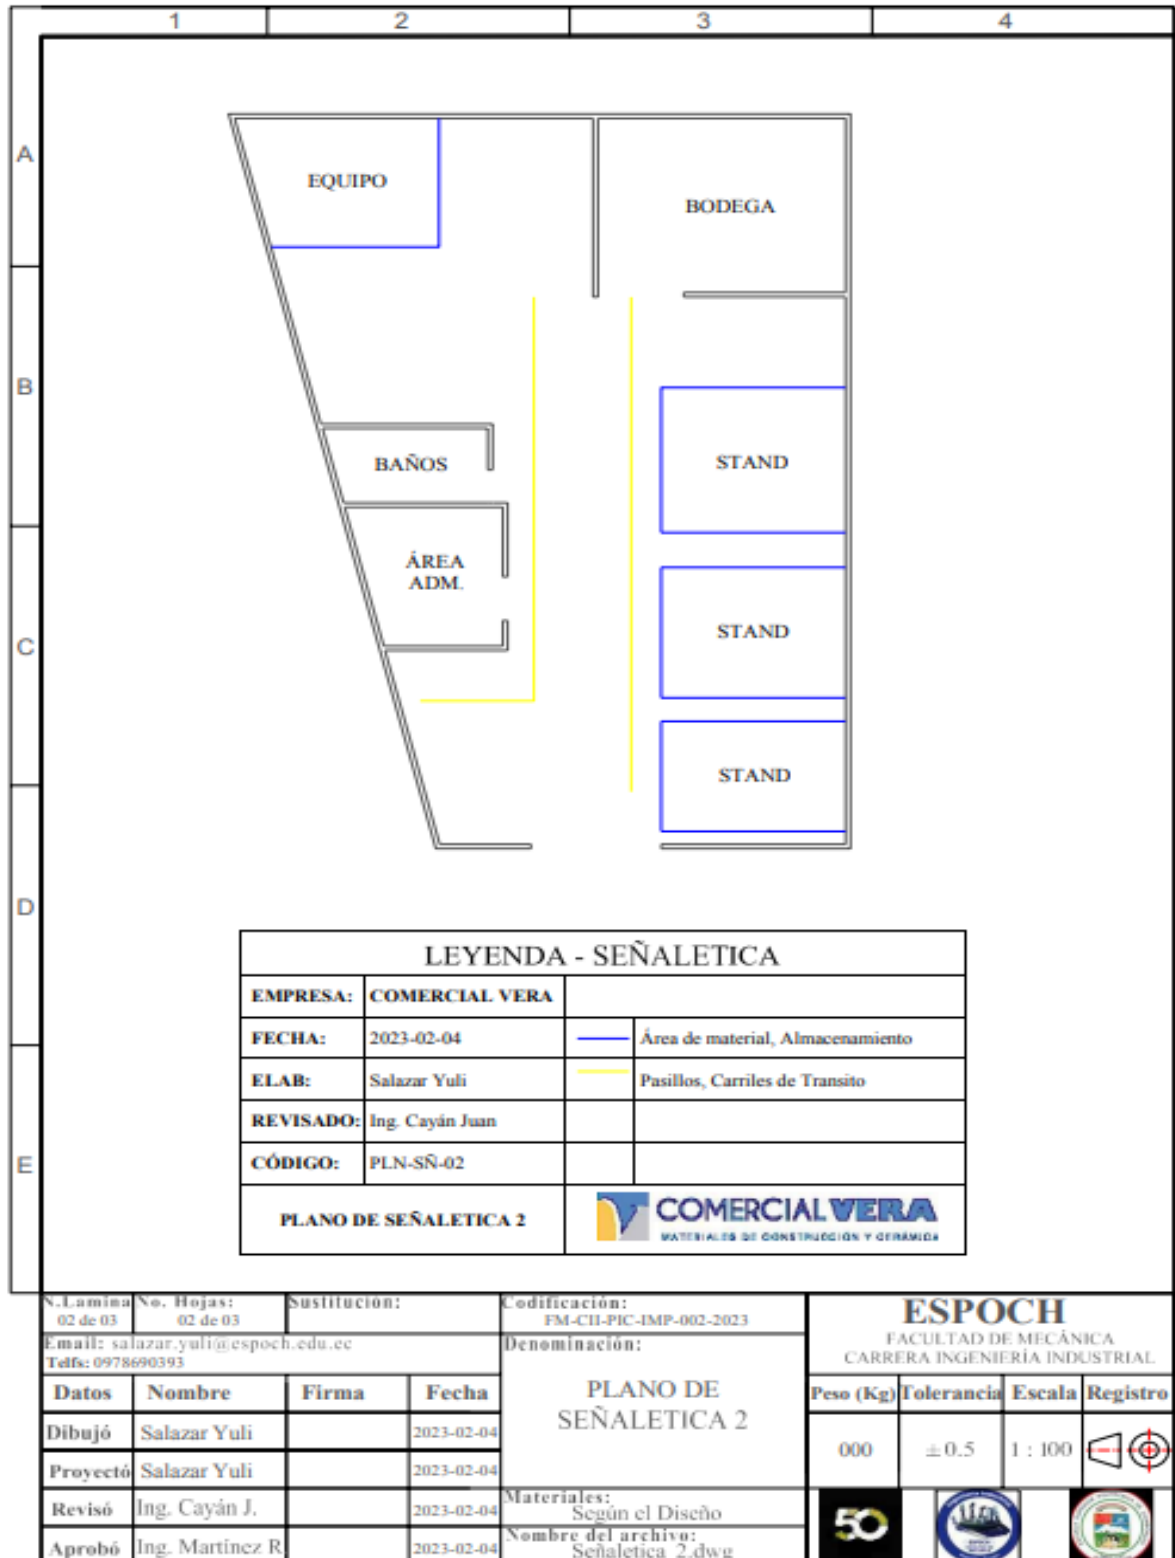 1 2 3 4
A
B
C
D
E
EQUIPO
BODEGA
BAÑOS
STAND
ÁREA
ADM.
STAND
STAND
LEYENDA - SEÑALETICA
EMPRESA: COMERCIAL VERA
FECHA: 2023-02-04 Área de material, Almacenamiento
ELAB: Salazar Yuli Pasillos, Carriles de Transito
REVISADO: Ing. Cayán Juan
CÓDIGO: PLN-SÑ-02
PLANO DE SEÑALETICA 2
COMERCIAL VERA
MATERIALES DE CONSTRUCCIÓN Y CERÁMICA
N.Lamina No. Hojas: Sustitución: Codificación:
02 de 03 02 de 03 FM-CII-PIC-IMP-002-2023
ESPOCH
FACULTAD DE MECÁNICA
CARRERA INGENIERÍA INDUSTRIAL
Email: salazar.yuli@espoch.edu.ec
Telfs: 0978690393
Denominación:
PLANO DE
SEÑALETICA 2
Datos Nombre Firma Fecha
Peso (Kg) Tolerancia Escala Registro
Dibujó Salazar Yuli 2023-02-04
000 ±0.5 1 : 100
Proyectó Salazar Yuli 2023-02-04
Revisó Ing. Cayán J. 2023-02-04
Materiales:
Según el Diseño
Aprobó Ing. Martínez R 2023-02-04
Nombre del archivo:
Señaletica 2.dwg
50